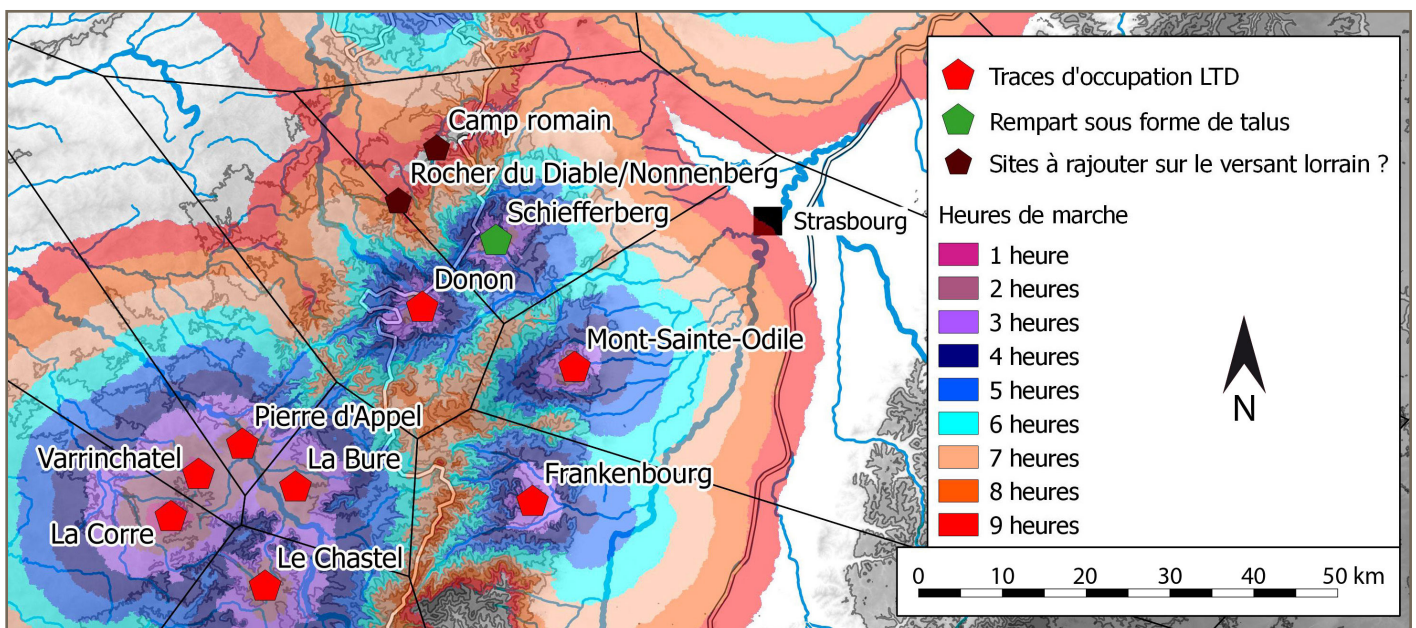 Camp romain
Rocher du Diable/Nonnenberg
Schiefferberg
Strasbourg
Donon
Mont-Sainte-Odile
Pierre d'Appel
Varrinchatel
La Bure
Frankenbourg
La Corre
Le Chastel
Traces d'occupation LTD
Rempart sous forme de talus
Sites à rajouter sur le versant lorrain ?
Heures de marche
1 heure
2 heures
3 heures
4 heures
5 heures
6 heures
7 heures
8 heures
9 heures
N
0 10 20 30 40 50 km